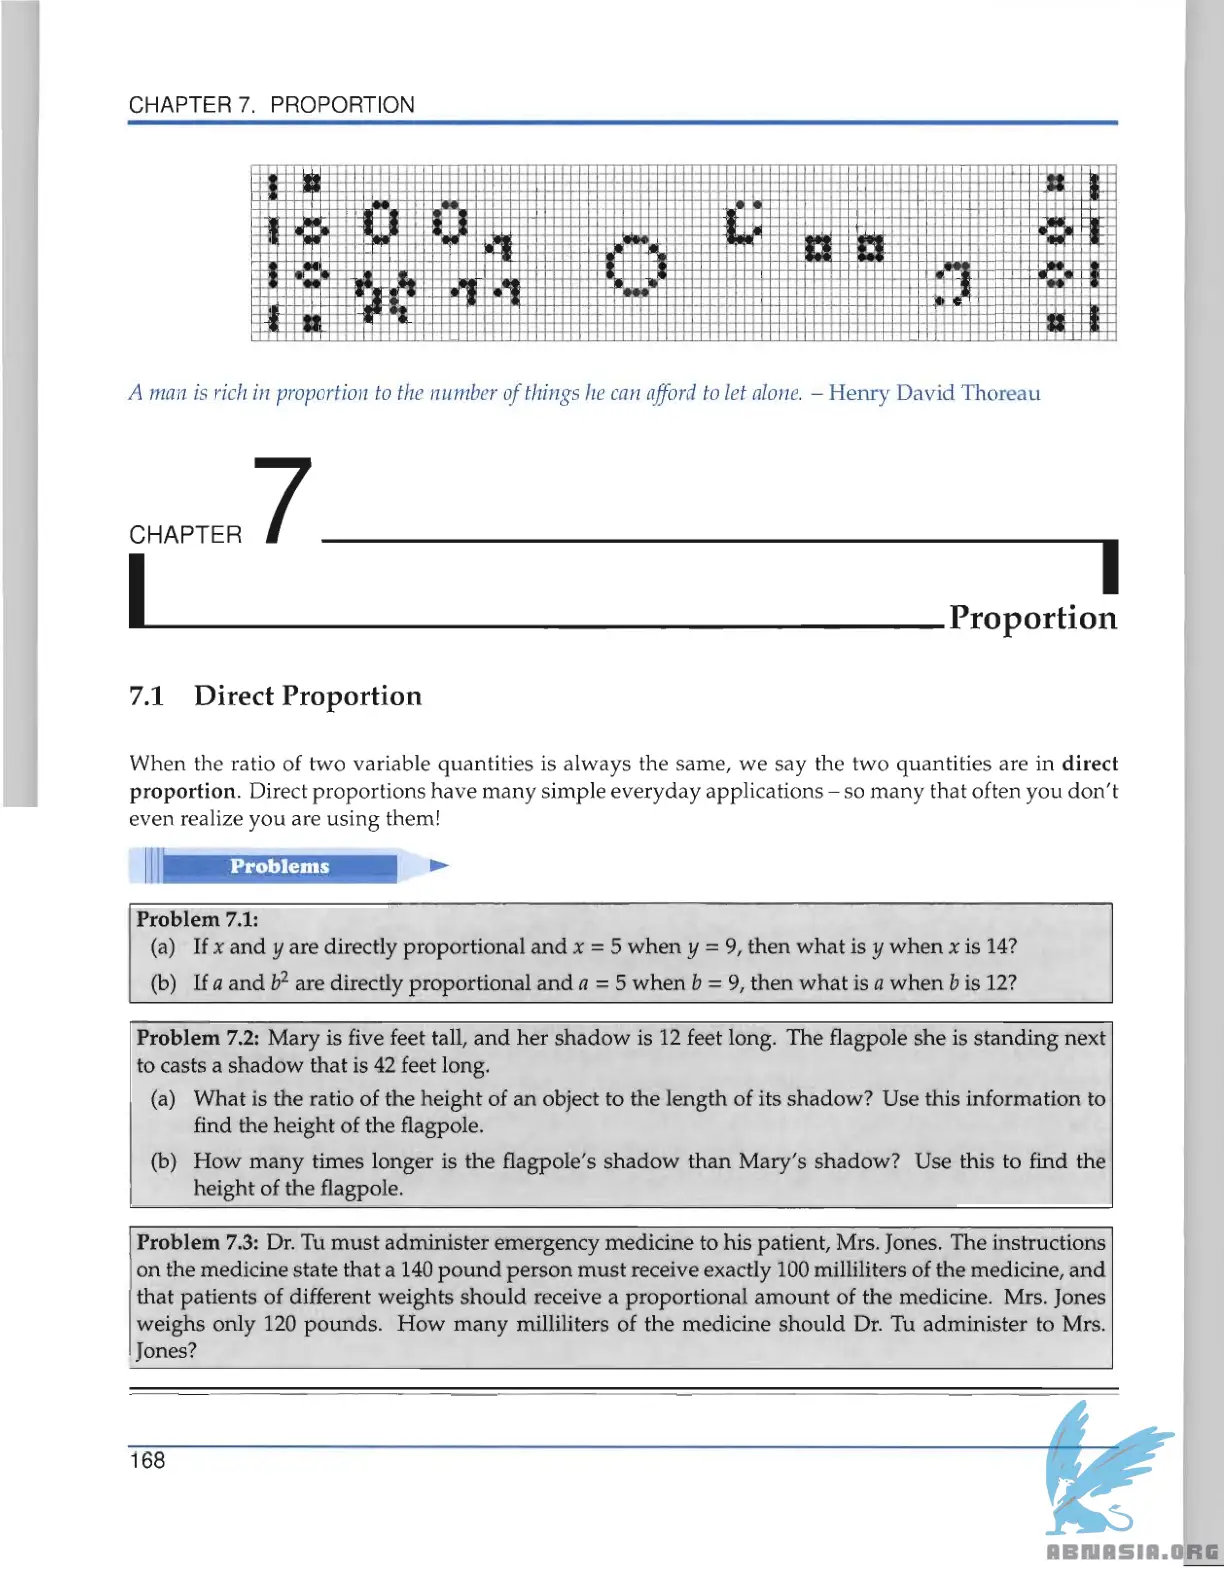 CHAPTER 7. PROPORTION
A man is rich in proportion to the number of things he can afford to let alone. – Henry David Thoreau
CHAPTER 7
Proportion
7.1 Direct Proportion
When the ratio of two variable quantities is always the same, we say the two quantities are in direct
proportion. Direct proportions have many simple everyday applications – so many that often you don't
even realize you are using them!
Problems
Problem 7.1:
(a) If x and y are directly proportional and x = 5 when y = 9, then what is y when x is 14?
(b) If a and b² are directly proportional and a = 5 when b = 9, then what is a when b is 12?
Problem 7.2: Mary is five feet tall, and her shadow is 12 feet long. The flagpole she is standing next
to casts a shadow that is 42 feet long.
(a) What is the ratio of the height of an object to the length of its shadow? Use this information to
find the height of the flagpole.
(b) How many times longer is the flagpole's shadow than Mary's shadow? Use this to find the
height of the flagpole.
Problem 7.3: Dr. Tu must administer emergency medicine to his patient, Mrs. Jones. The instructions
on the medicine state that a 140 pound person must receive exactly 100 milliliters of the medicine, and
that patients of different weights should receive a proportional amount of the medicine. Mrs. Jones
weighs only 120 pounds. How many milliliters of the medicine should Dr. Tu administer to Mrs.
Jones?
168
ABNASIA.ORG